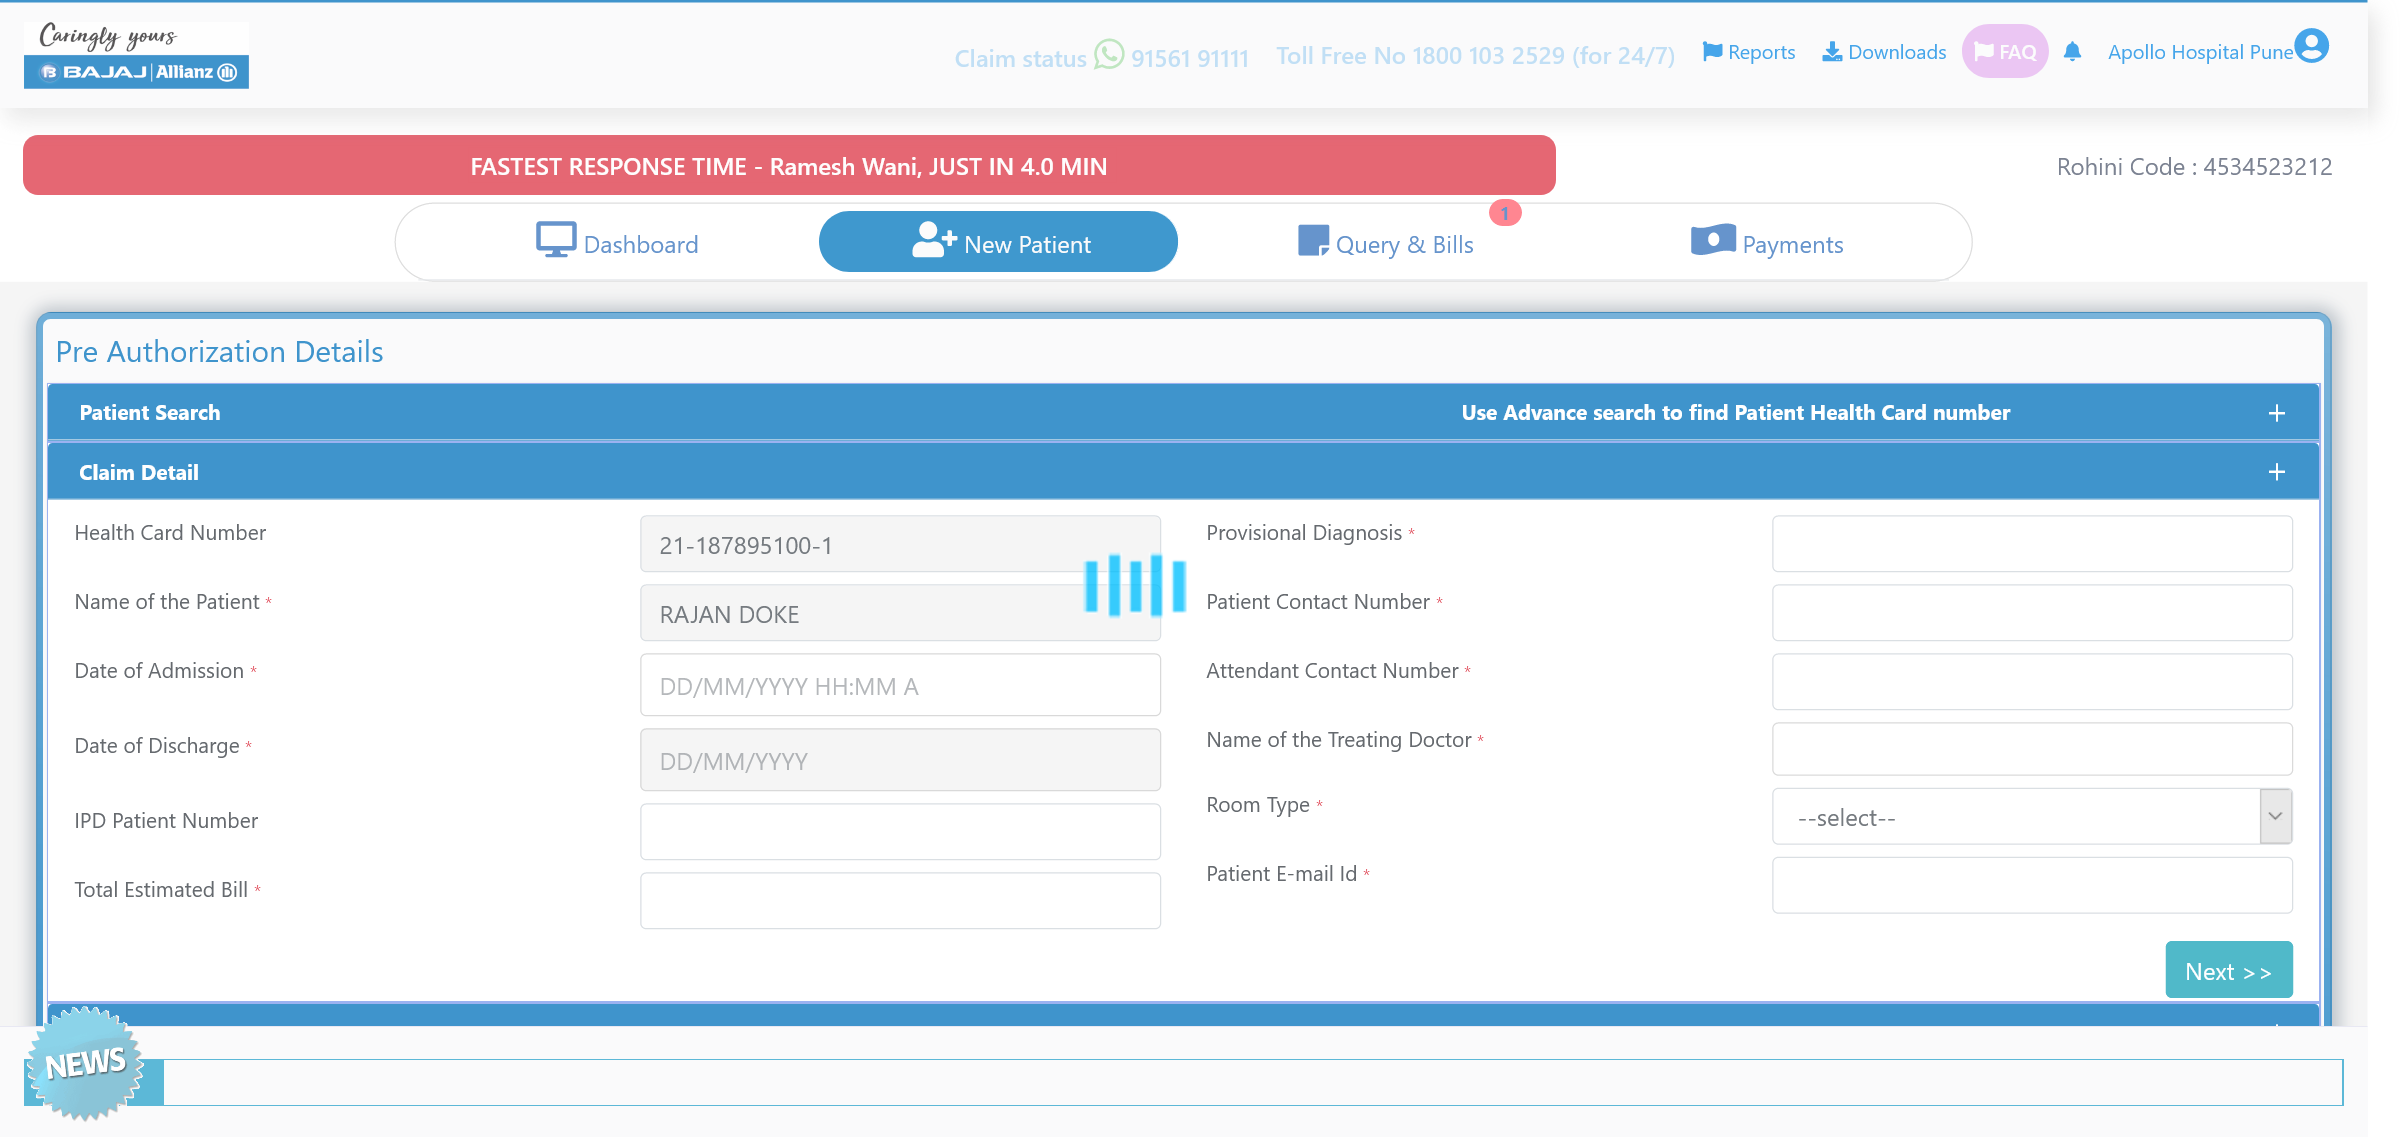 Caringly yours
BAJAJ | Allianz
Claim status 91561 91111
Toll Free No 1800 103 2529 (for 24/7)
Reports
Downloads
FAQ
Apollo Hospital Pune
FASTEST RESPONSE TIME - Ramesh Wani, JUST IN 4.0 MIN
Rohini Code : 4534523212
Dashboard
New Patient
Query & Bills
1
Payments
Pre Authorization Details
Patient Search
Use Advance search to find Patient Health Card number
+
Claim Detail
+
Health Card Number
21-187895100-1
Provisional Diagnosis *
Name of the Patient *
RAJAN DOKE
Patient Contact Number *
Date of Admission *
DD/MM/YYYY HH:MM A
Attendant Contact Number *
Date of Discharge *
DD/MM/YYYY
Name of the Treating Doctor *
IPD Patient Number
Room Type *
--select--
Total Estimated Bill *
Patient E-mail Id *
Next >>
NEWS